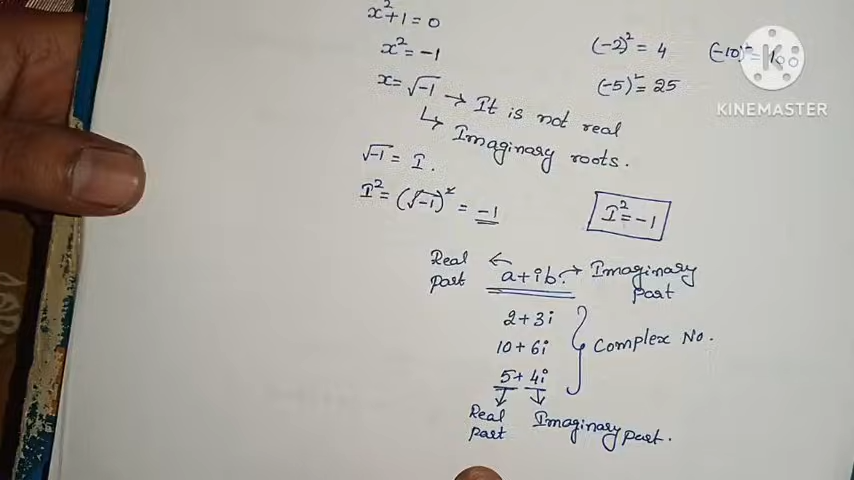 x²+1=0
x²=-1
(-2)²=4
(-10)²=100
x=√-1 → It is not real
(-5)²=25
↳ Imaginary roots.
√-1 = I.
I²=(√-1)²=-1
I²=-1
Real part ← a+ib. → Imaginary part
2+3i
10+6i
5+4i
Complex No.
Real part
Imaginary part.
K
KINEMASTER